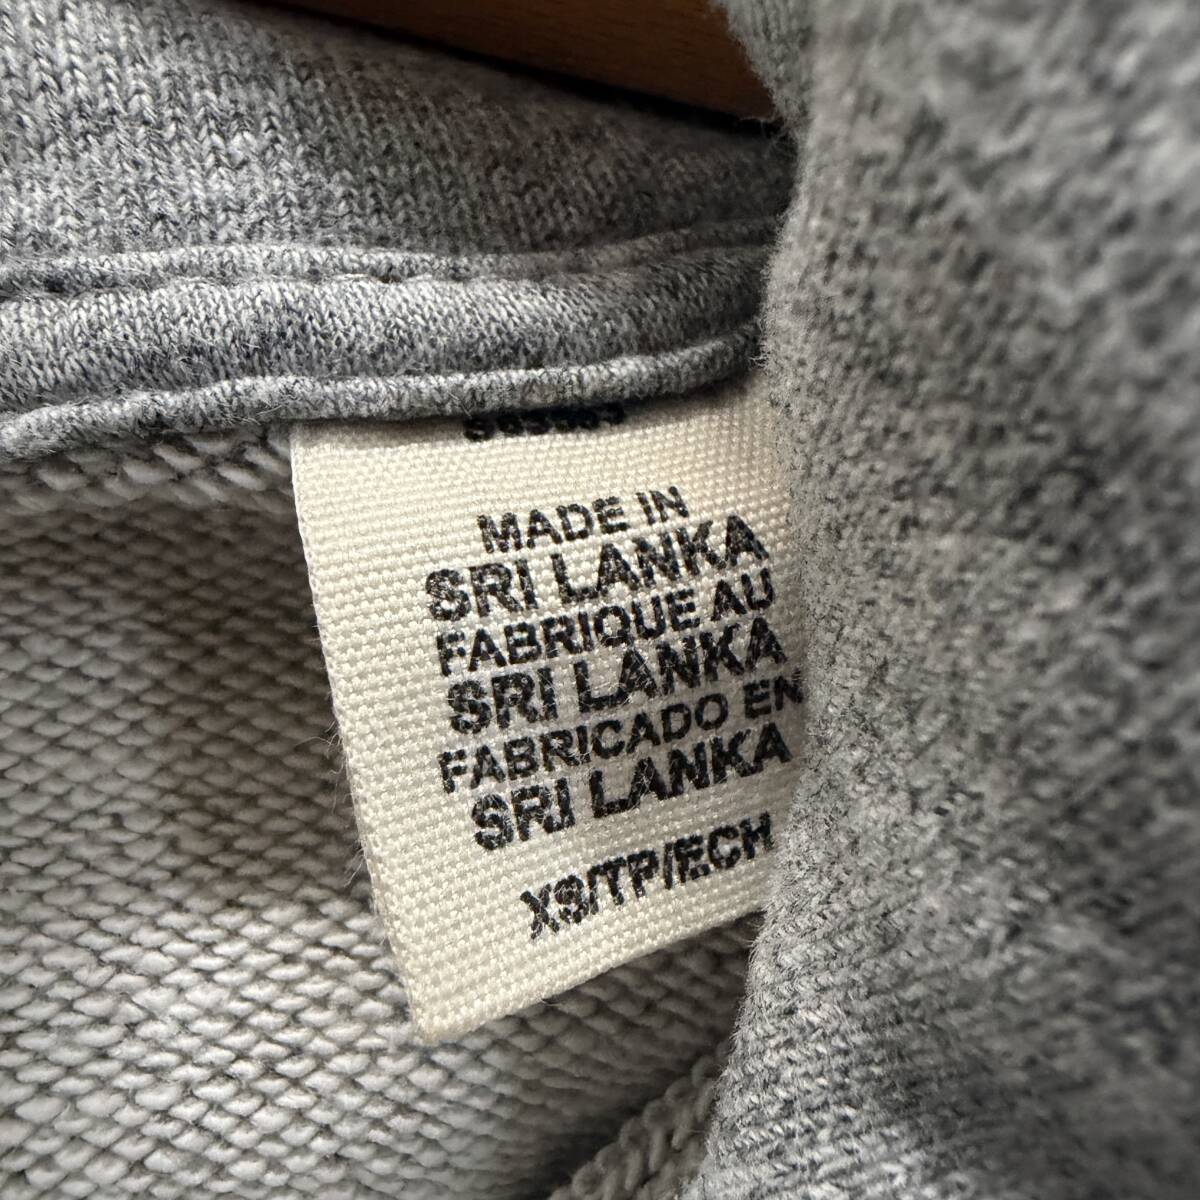 MADE IN
SRI LANKA
FABRIQUE AU
SRI LANKA
FABRICADO EN
SRI LANKA
XS/TP/ECH